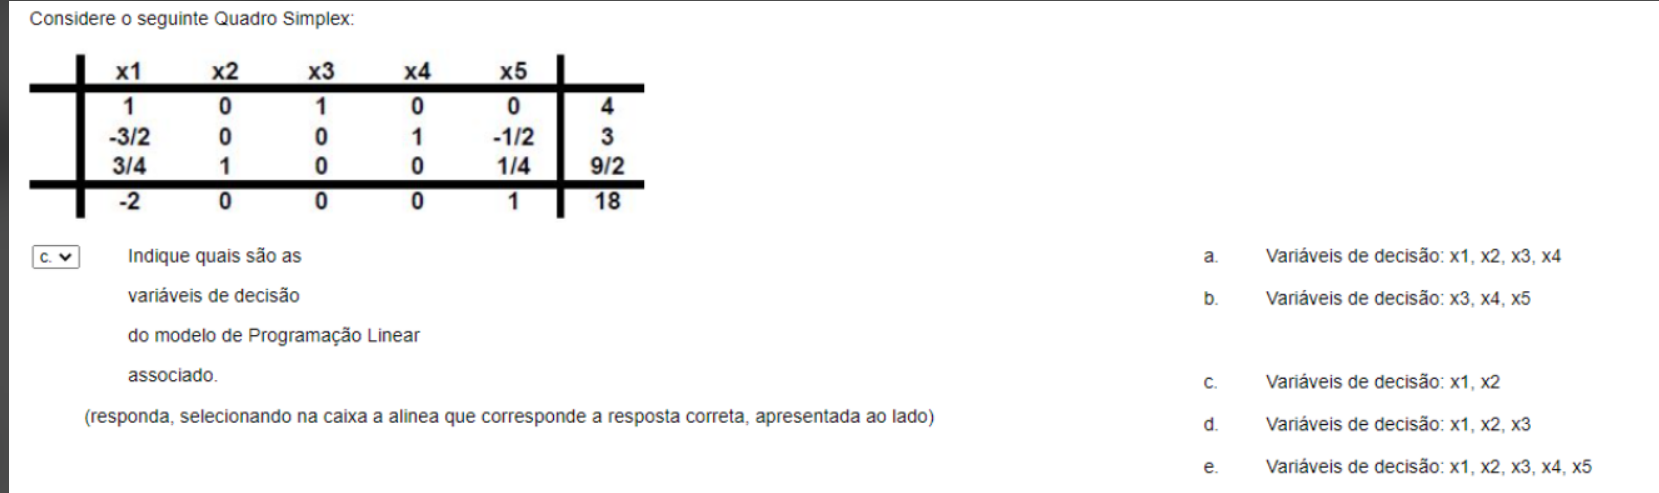 Considere o seguinte Quadro Simplex:
x1 x2 x3 x4 x5
1 0 1 0 0 4
-3/2 0 0 1 -1/2 3
3/4 1 0 0 1/4 9/2
-2 0 0 0 1 18
c.
Indique quais são as
variáveis de decisão
do modelo de Programação Linear
associado.
(responda, selecionando na caixa a alinea que corresponde a resposta correta, apresentada ao lado)
a. Variáveis de decisão: x1, x2, x3, x4
b. Variáveis de decisão: x3, x4, x5
c. Variáveis de decisão: x1, x2
d. Variáveis de decisão: x1, x2, x3
e. Variáveis de decisão: x1, x2, x3, x4, x5